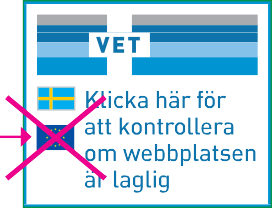 VET
Klicka här för
att kontrollera
om webbplatsen
är laglig